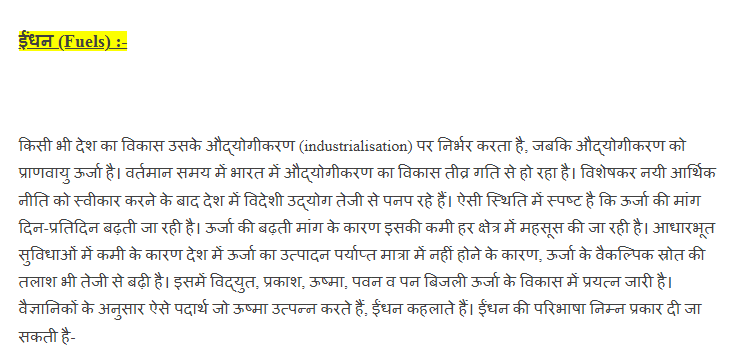 ईंधन (Fuels) :-
किसी भी देश का विकास उसके औद्योगीकरण (industrialisation) पर निर्भर करता है, जबकि औद्योगीकरण को
प्राणवायु ऊर्जा है। वर्तमान समय में भारत में औद्योगीकरण का विकास तीव्र गति से हो रहा है। विशेषकर नयी आर्थिक
नीति को स्वीकार करने के बाद देश में विदेशी उद्योग तेजी से पनप रहे हैं। ऐसी स्थिति में स्पष्ट है कि ऊर्जा की मांग
दिन-प्रतिदिन बढ़ती जा रही है। ऊर्जा की बढ़ती मांग के कारण इसकी कमी हर क्षेत्र में महसूस की जा रही है। आधारभूत
सुविधाओं में कमी के कारण देश में ऊर्जा का उत्पादन पर्याप्त मात्रा में नहीं होने के कारण, ऊर्जा के वैकल्पिक स्रोत की
तलाश भी तेजी से बढ़ी है। इसमें विद्युत, प्रकाश, ऊष्मा, पवन व पन बिजली ऊर्जा के विकास में प्रयत्न जारी है।
वैज्ञानिकों के अनुसार ऐसे पदार्थ जो ऊष्मा उत्पन्न करते हैं, ईंधन कहलाते हैं। ईंधन की परिभाषा निम्न प्रकार दी जा
सकती है-